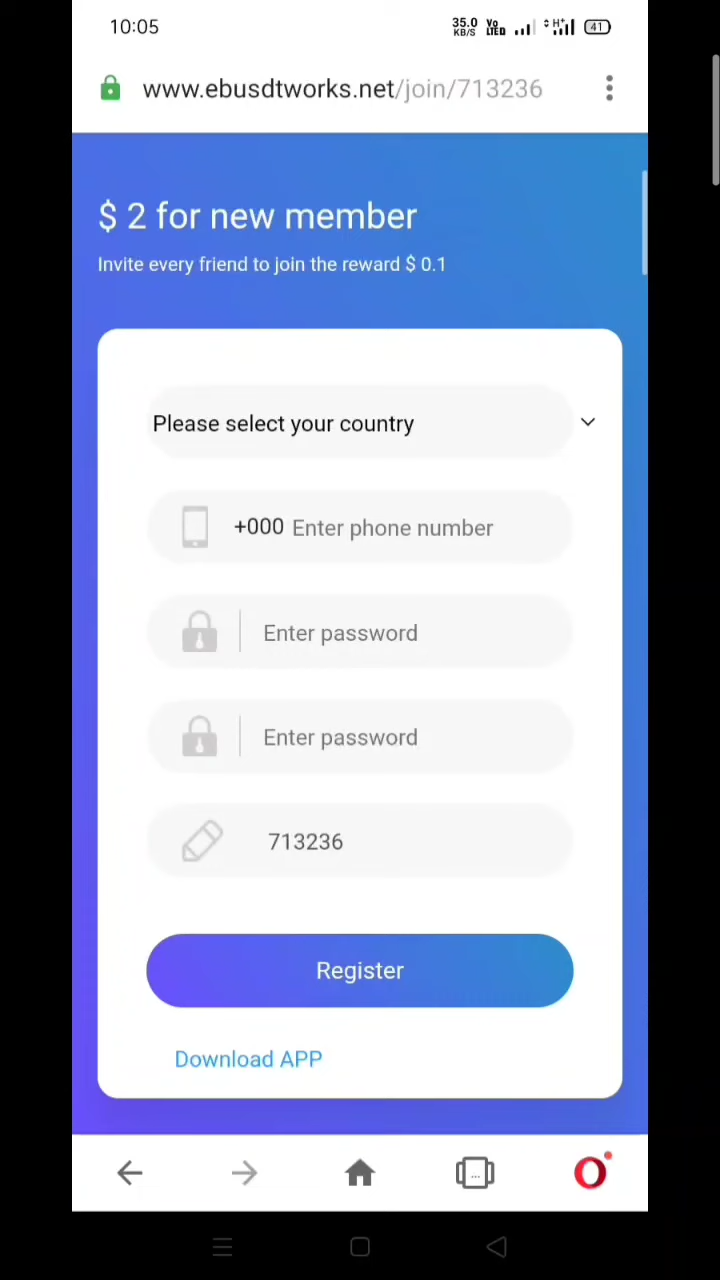 10:05
35.0 KB/S
Vo LTED
H+
41
www.ebusdtworks.net/join/713236
$ 2 for new member
Invite every friend to join the reward $ 0.1
Please select your country
+000 Enter phone number
Enter password
Enter password
713236
Register
Download APP
...